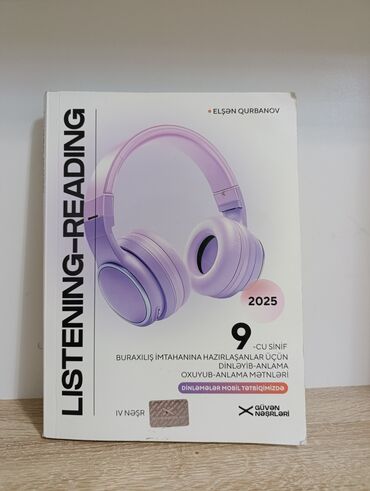 • ELŞƏN QURBANOV
LISTENING–READING
2025
9 -CU SİNİF
BURAXILIŞ İMTAHANINA HAZIRLAŞANLAR ÜÇÜN
DİNLƏYİB-ANLAMA
OXUYUB-ANLAMA MƏTNLƏRİ
DİNLƏMƏLƏR MOBİL TƏTBİQİMİZDƏ
IV NƏŞR
GÜVƏN
NƏŞRLƏRİ